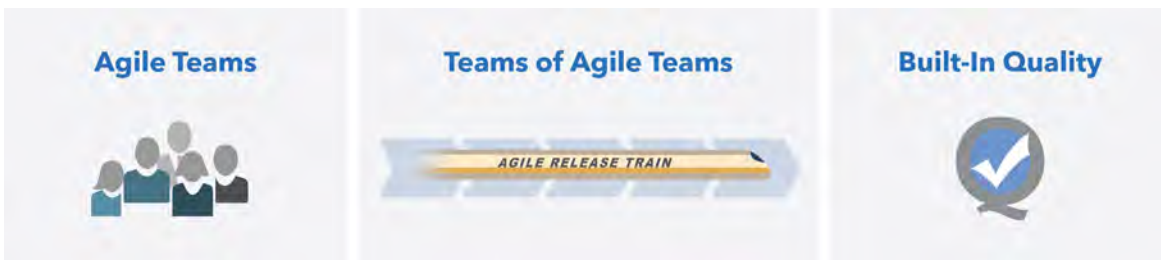 Agile Teams
Teams of Agile Teams
AGILE RELEASE TRAIN
Built-In Quality